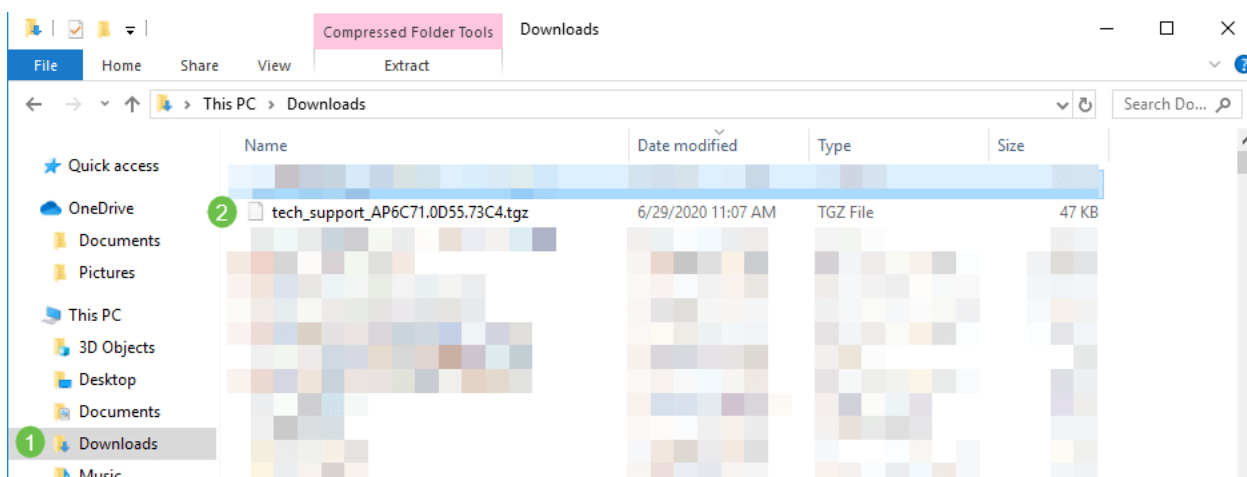 Compressed Folder Tools Downloads
File Home Share View Extract
This PC > Downloads Search Do...
Name Date modified Type Size
Quick access
OneDrive
2 tech_support_AP6C71.0D55.73C4.tgz 6/29/2020 11:07 AM TGZ File 47 KB
Documents
Pictures
This PC
3D Objects
Desktop
Documents
1 Downloads
Music